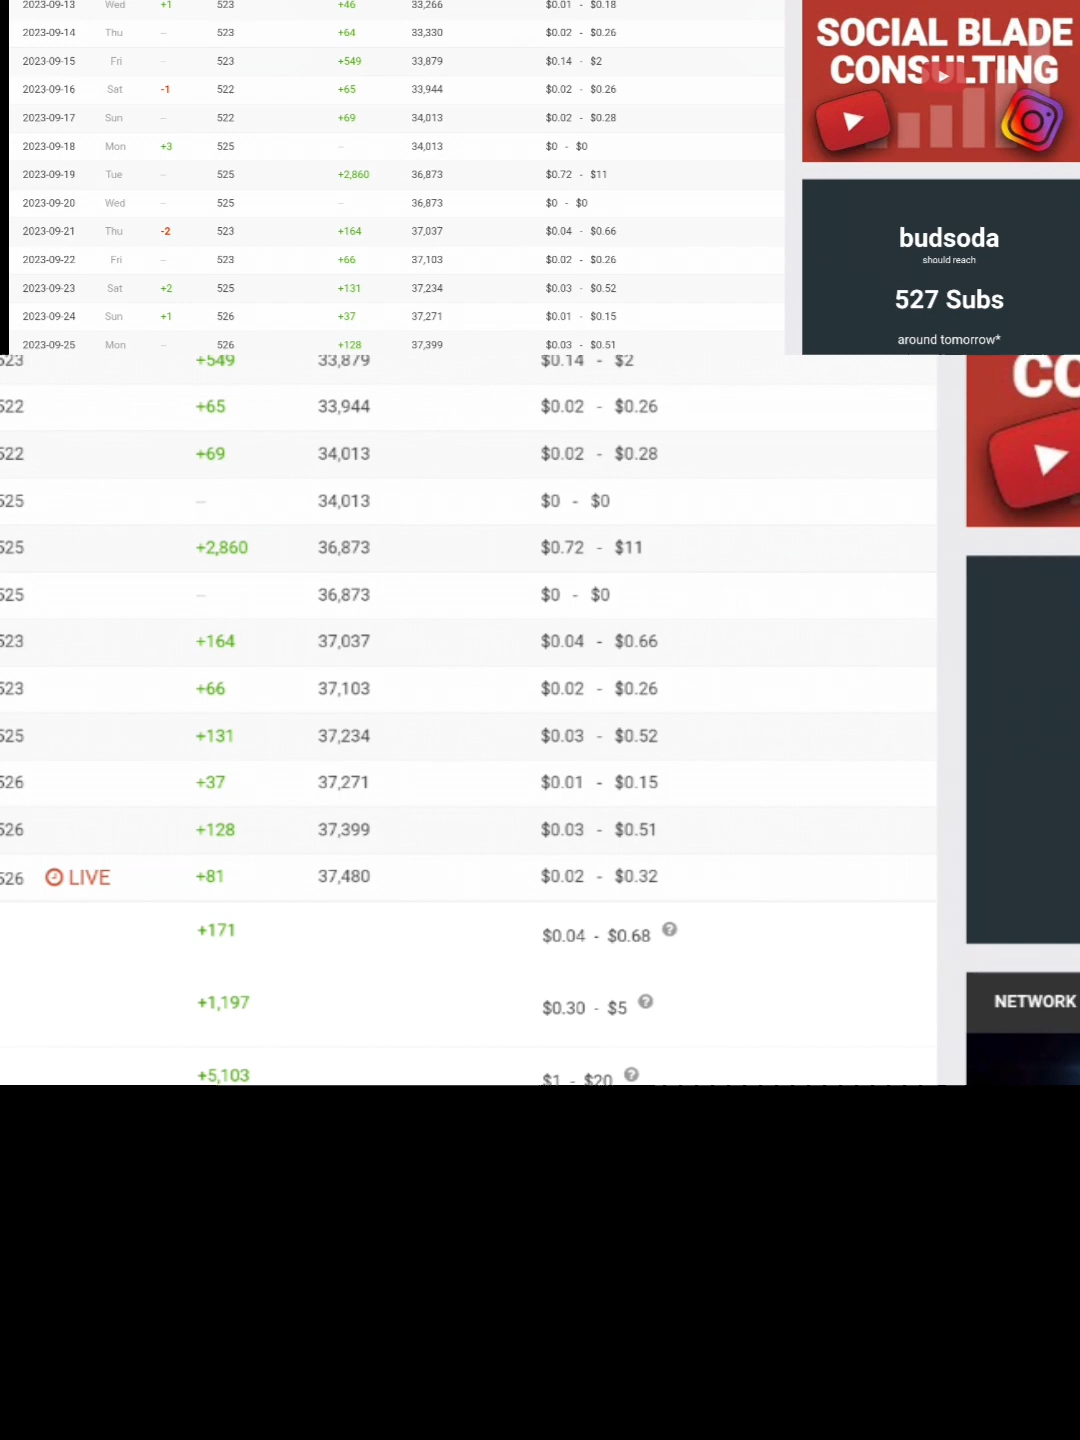 2023-09-13 Wed +1 523 +46 33,266 $0.01 - $0.18
2023-09-14 Thu -- 523 +64 33,330 $0.02 - $0.26
2023-09-15 Fri -- 523 +549 33,879 $0.14 - $2
2023-09-16 Sat -1 522 +65 33,944 $0.02 - $0.26
2023-09-17 Sun -- 522 +69 34,013 $0.02 - $0.28
2023-09-18 Mon +3 525 -- 34,013 $0 - $0
2023-09-19 Tue -- 525 +2,860 36,873 $0.72 - $11
2023-09-20 Wed -- 525 -- 36,873 $0 - $0
2023-09-21 Thu -2 523 +164 37,037 $0.04 - $0.66
2023-09-22 Fri -- 523 +66 37,103 $0.02 - $0.26
2023-09-23 Sat +2 525 +131 37,234 $0.03 - $0.52
2023-09-24 Sun +1 526 +37 37,271 $0.01 - $0.15
2023-09-25 Mon -- 526 +128 37,399 $0.03 - $0.51
SOCIAL BLADE
CONSULTING
budsoda
should reach
527 Subs
around tomorrow*
523 +549 33,879 $0.14 - $2
522 +65 33,944 $0.02 - $0.26
522 +69 34,013 $0.02 - $0.28
525 -- 34,013 $0 - $0
525 +2,860 36,873 $0.72 - $11
525 -- 36,873 $0 - $0
523 +164 37,037 $0.04 - $0.66
523 +66 37,103 $0.02 - $0.26
525 +131 37,234 $0.03 - $0.52
526 +37 37,271 $0.01 - $0.15
526 +128 37,399 $0.03 - $0.51
526 LIVE +81 37,480 $0.02 - $0.32
+171 $0.04 - $0.68
+1,197 $0.30 - $5
+5,103 $1 - $20
CO
NETWORK